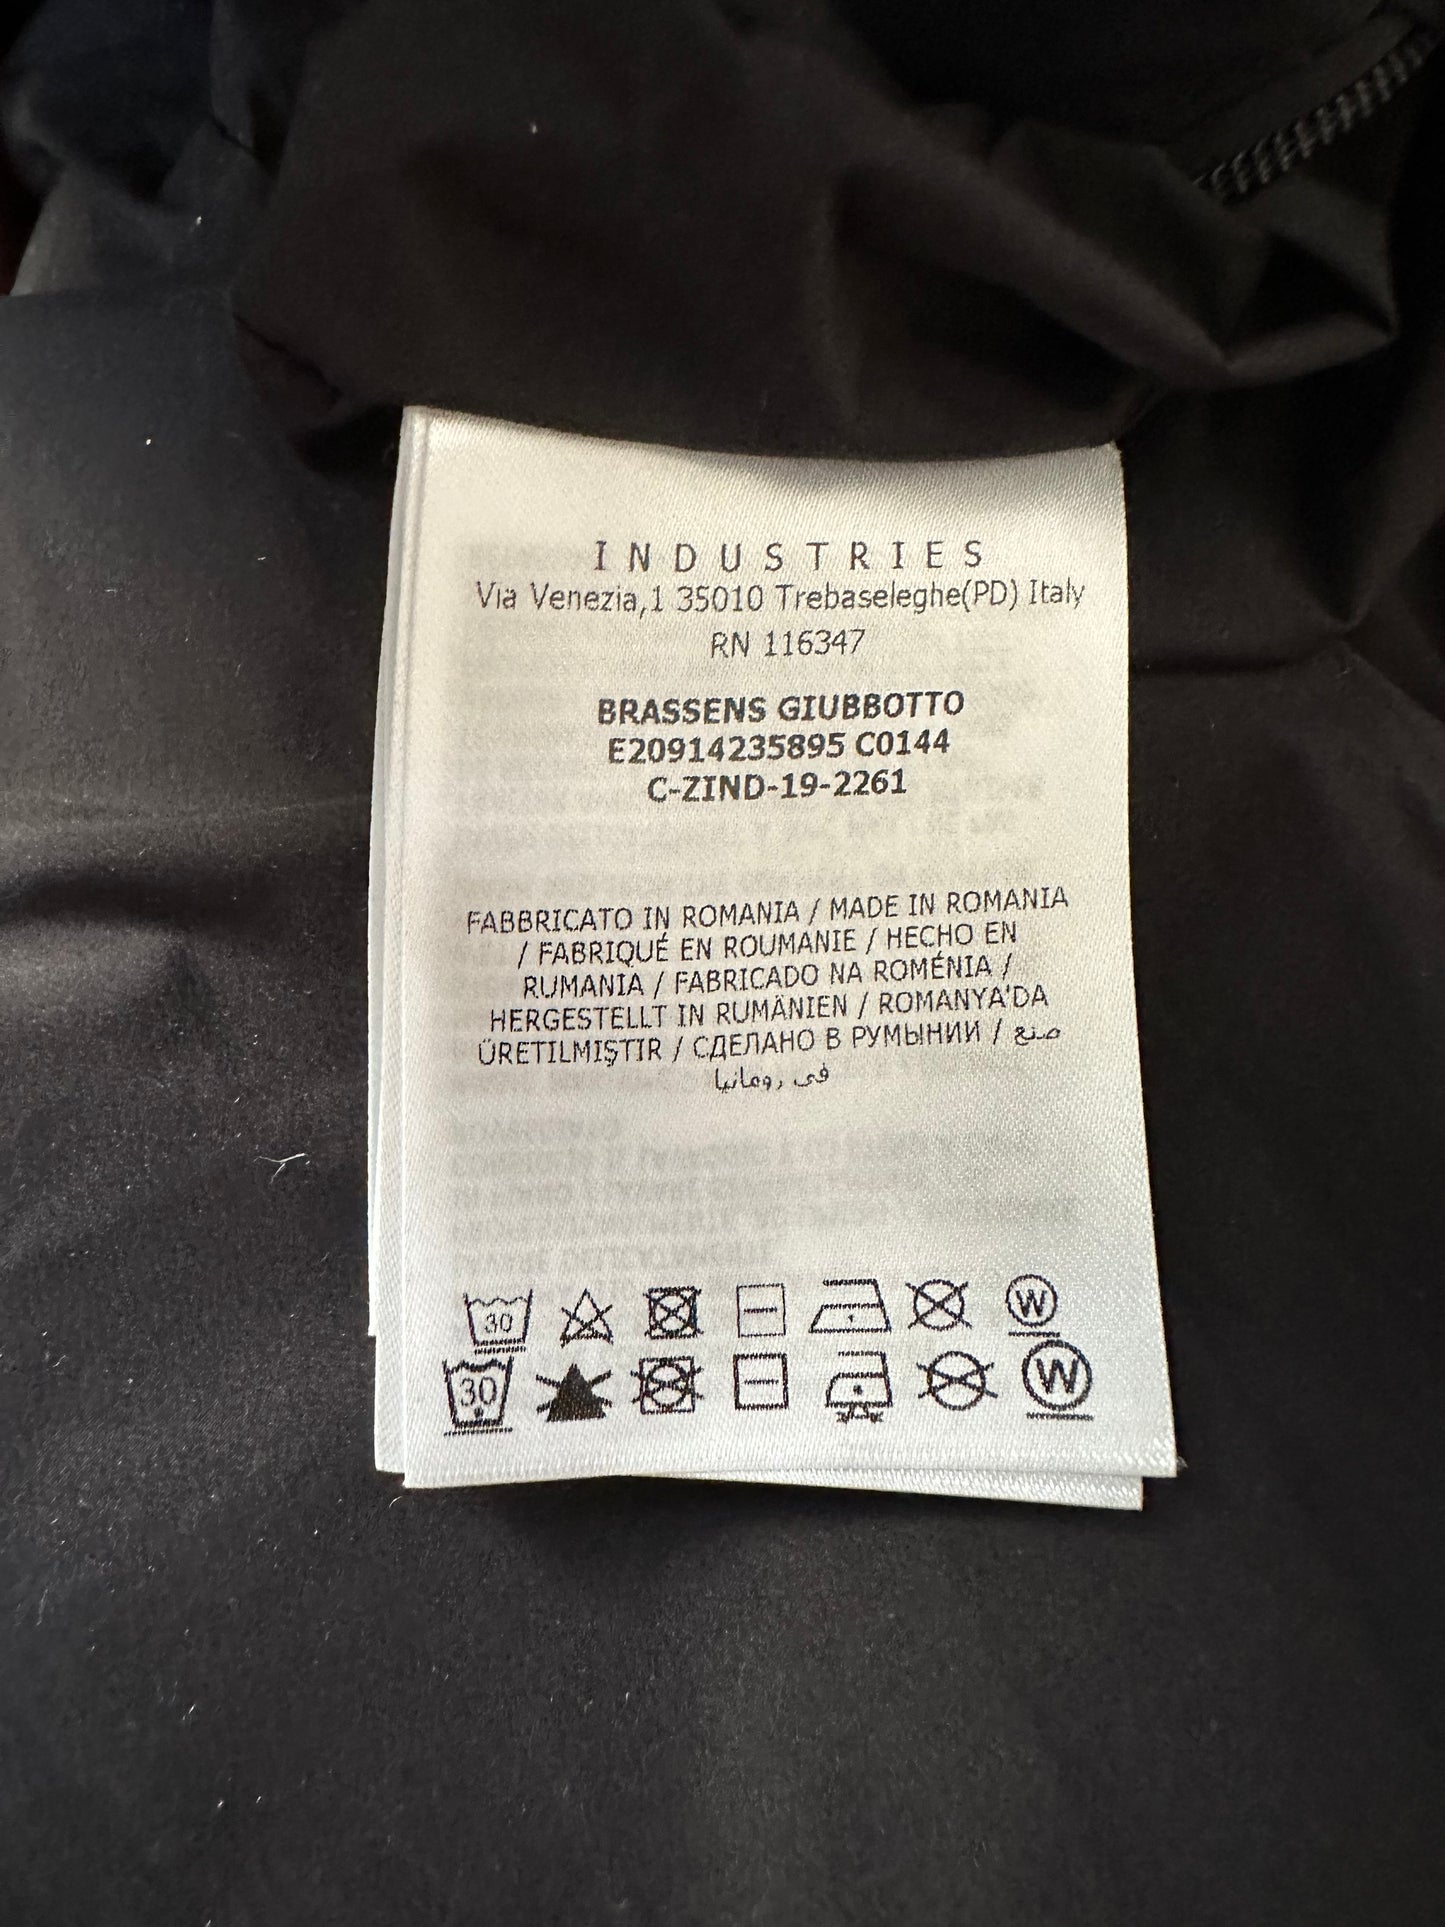 INDUSTRIES
Via Venezia,1 35010 Trebaseleghe(PD) Italy
RN 116347
BRASSENS GIUBBOTTO
E20914235895 C0144
C-ZIND-19-2261
FABBRICATO IN ROMANIA / MADE IN ROMANIA
/ FABRIQUÉ EN ROUMANIE / HECHO EN
RUMANIA / FABRICADO NA ROMÉNIA /
HERGESTELLT IN RUMÄNIEN / ROMANYA'DA
ÜRETILMIŞTIR / СДЕЛАНО В РУМЫНИИ / صنع
في رومانيا
30 W
30 W